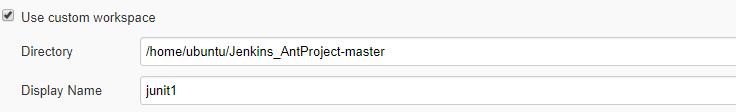 Use custom workspace
Directory /home/ubuntu/Jenkins_AntProject-master
Display Name junit1